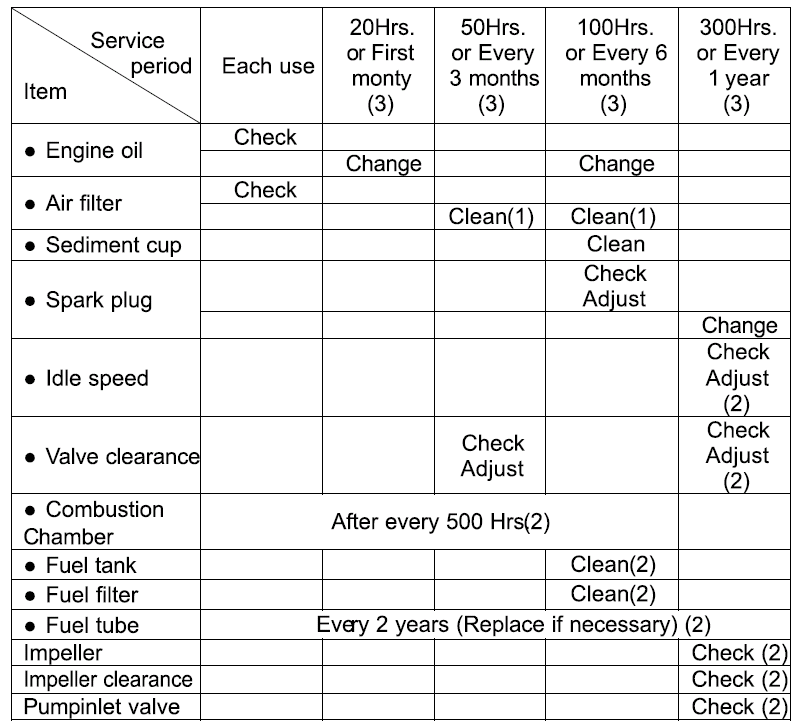 Service
period
Item
Each use
20Hrs.
or First
monty
(3)
50Hrs.
or Every
3 months
(3)
100Hrs.
or Every 6
months
(3)
300Hrs.
or Every
1 year
(3)
● Engine oil
Check
Change Change
● Air filter
Check
Clean(1) Clean(1)
● Sediment cup Clean
● Spark plug
Check
Adjust
Change
● Idle speed
Check
Adjust
(2)
● Valve clearance
Check
Adjust
Check
Adjust
(2)
● Combustion
Chamber
After every 500 Hrs(2)
● Fuel tank Clean(2)
● Fuel filter Clean(2)
● Fuel tube Every 2 years (Replace if necessary) (2)
Impeller Check (2)
Impeller clearance Check (2)
Pumpinlet valve Check (2)